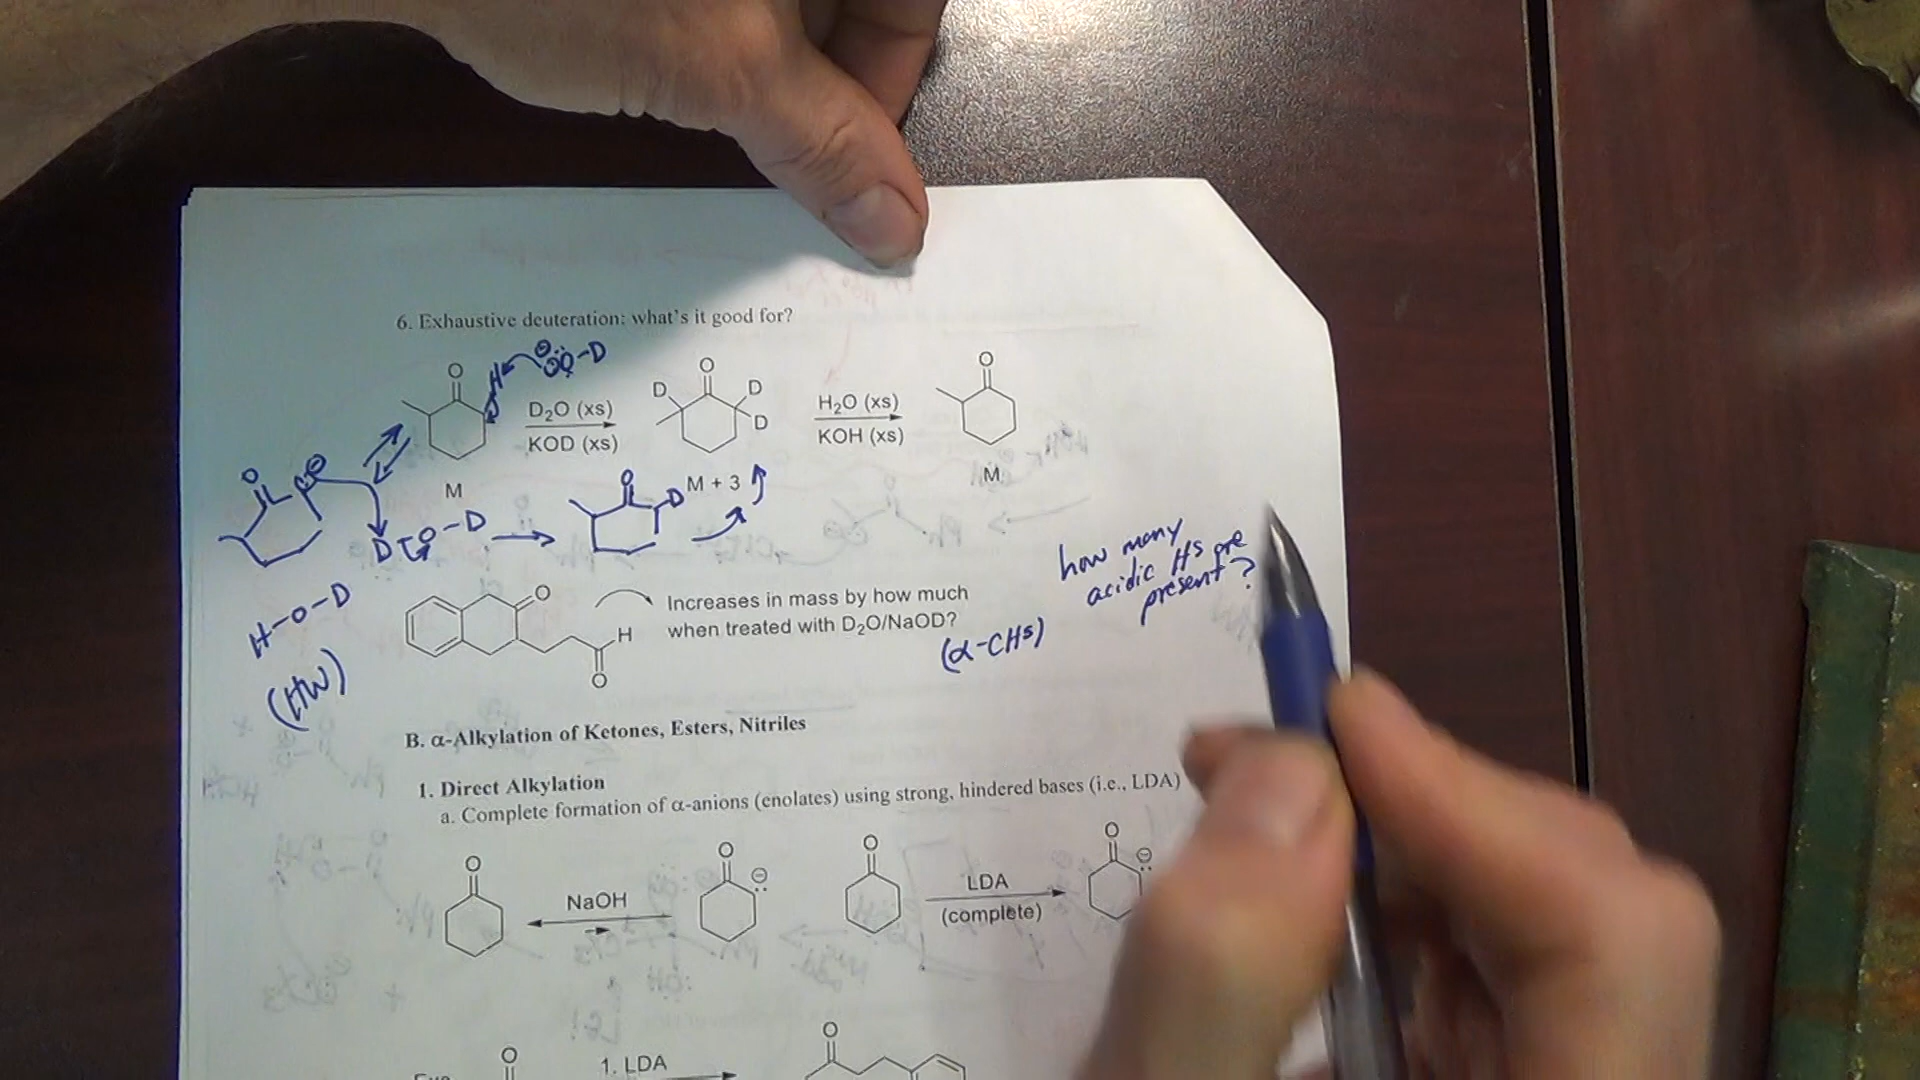 6. Exhaustive deuteration: what's it good for?
H
⊖
O-D
O
O
O
D
D
D
D₂O (xs)
KOD (xs)
H₂O (xs)
KOH (xs)
M
M + 3
M
O
⊖
D-O-D
O
D
H-O-D
(HW)
O
H
O
Increases in mass by how much
when treated with D₂O/NaOD?
(α-CHs)
how many
acidic Hs are
present?
B. α-Alkylation of Ketones, Esters, Nitriles
1. Direct Alkylation
a. Complete formation of α-anions (enolates) using strong, hindered bases (i.e., LDA)
O
NaOH
O
⊖
O
LDA
(complete)
O
⊖
O
1. LDA
O